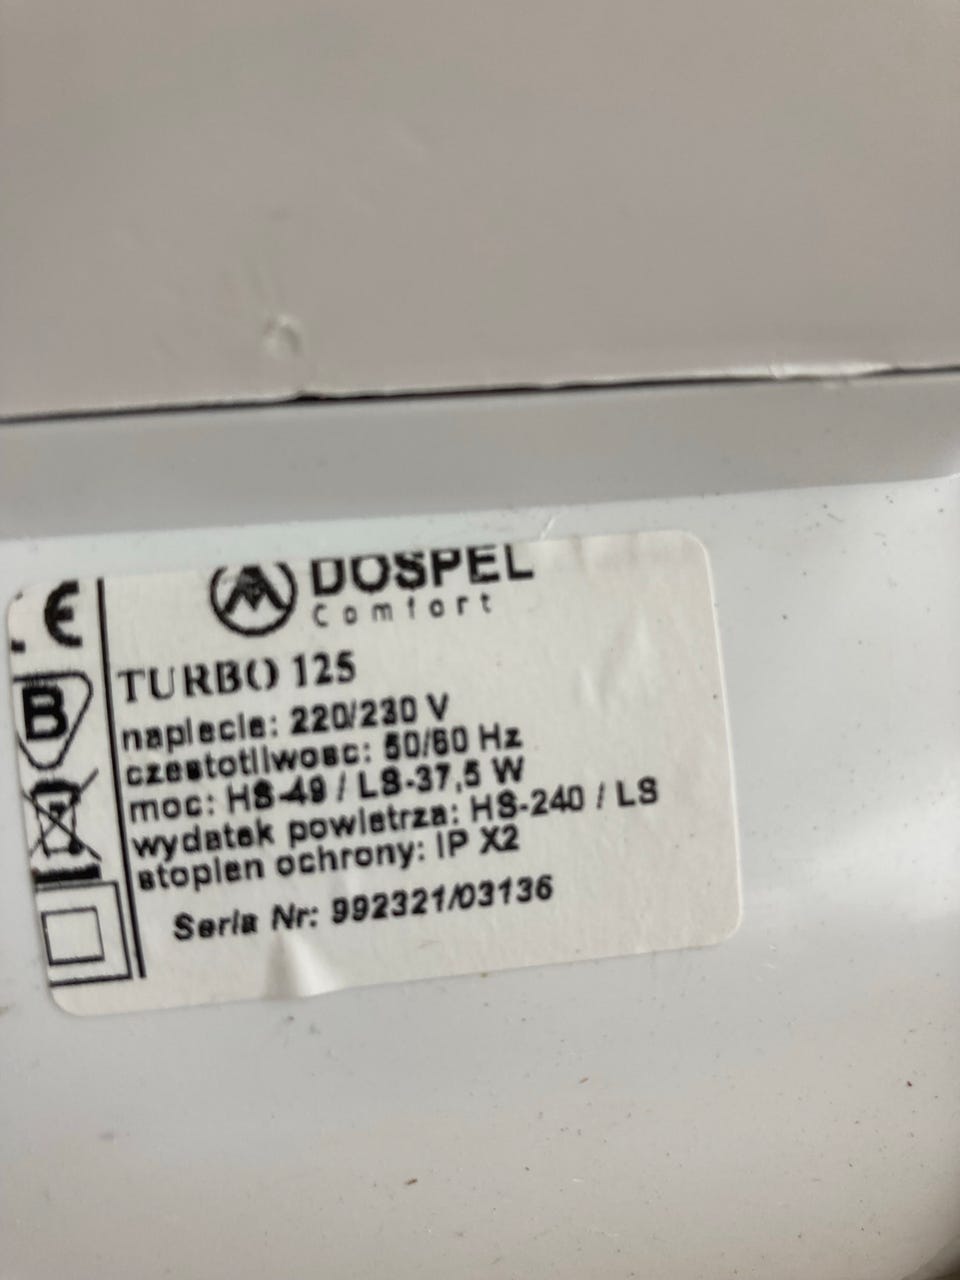 CE
B
DOSPEL
Comfort
TURBO 125
napiecie: 220/230 V
czestotliwosc: 50/60 Hz
moc: HS-49 / LS-37,5 W
wydatek powietrza: HS-240 / LS
stopien ochrony: IP X2
Seria Nr: 992321/03136